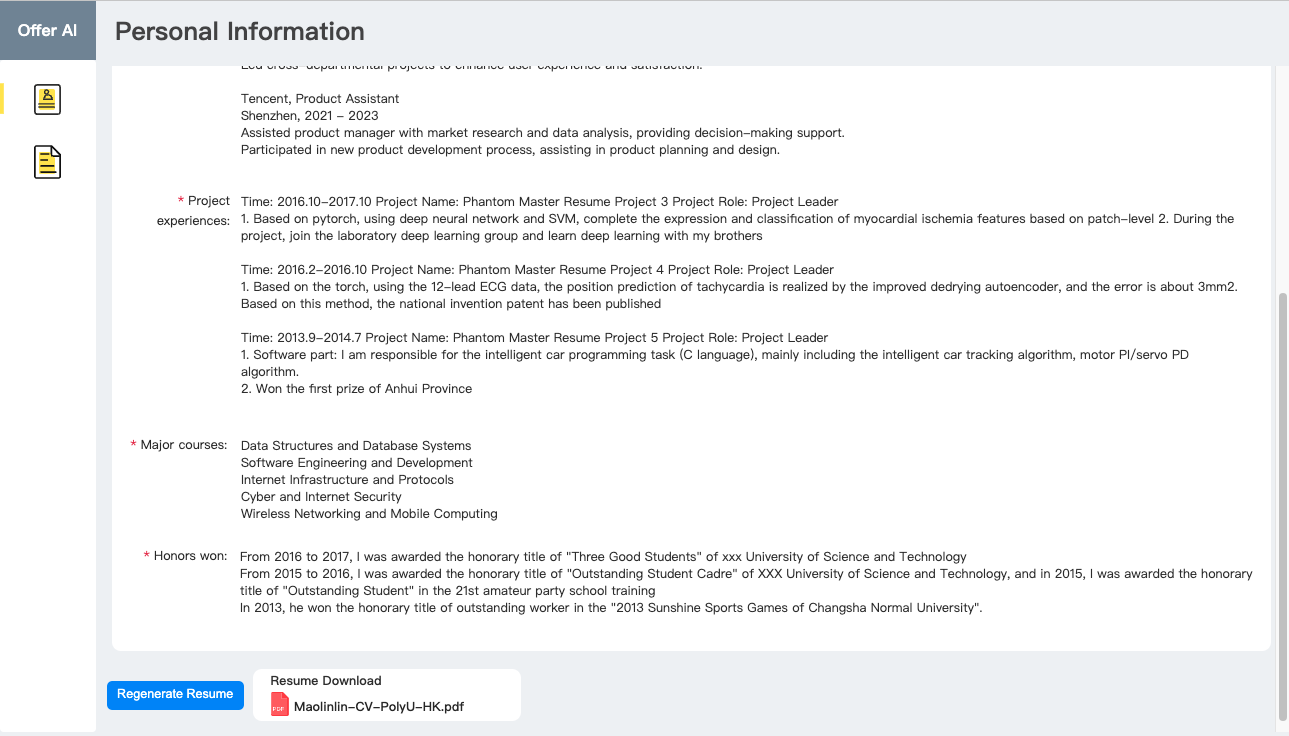 Offer AI
Personal Information
Led cross-departmental projects to enhance user experience and satisfaction.
Tencent, Product Assistant
Shenzhen, 2021 - 2023
Assisted product manager with market research and data analysis, providing decision-making support.
Participated in new product development process, assisting in product planning and design.
* Project experiences:
Time: 2016.10-2017.10 Project Name: Phantom Master Resume Project 3 Project Role: Project Leader
1. Based on pytorch, using deep neural network and SVM, complete the expression and classification of myocardial ischemia features based on patch-level 2. During the
project, join the laboratory deep learning group and learn deep learning with my brothers
Time: 2016.2-2016.10 Project Name: Phantom Master Resume Project 4 Project Role: Project Leader
1. Based on the torch, using the 12-lead ECG data, the position prediction of tachycardia is realized by the improved dedrying autoencoder, and the error is about 3mm2.
Based on this method, the national invention patent has been published
Time: 2013.9-2014.7 Project Name: Phantom Master Resume Project 5 Project Role: Project Leader
1. Software part: I am responsible for the intelligent car programming task (C language), mainly including the intelligent car tracking algorithm, motor PI/servo PD
algorithm.
2. Won the first prize of Anhui Province
* Major courses:
Data Structures and Database Systems
Software Engineering and Development
Internet Infrastructure and Protocols
Cyber and Internet Security
Wireless Networking and Mobile Computing
* Honors won:
From 2016 to 2017, I was awarded the honorary title of "Three Good Students" of xxx University of Science and Technology
From 2015 to 2016, I was awarded the honorary title of "Outstanding Student Cadre" of XXX University of Science and Technology, and in 2015, I was awarded the honorary
title of "Outstanding Student" in the 21st amateur party school training
In 2013, he won the honorary title of outstanding worker in the "2013 Sunshine Sports Games of Changsha Normal University".
Regenerate Resume
Resume Download
PDF
Maolinlin-CV-PolyU-HK.pdf